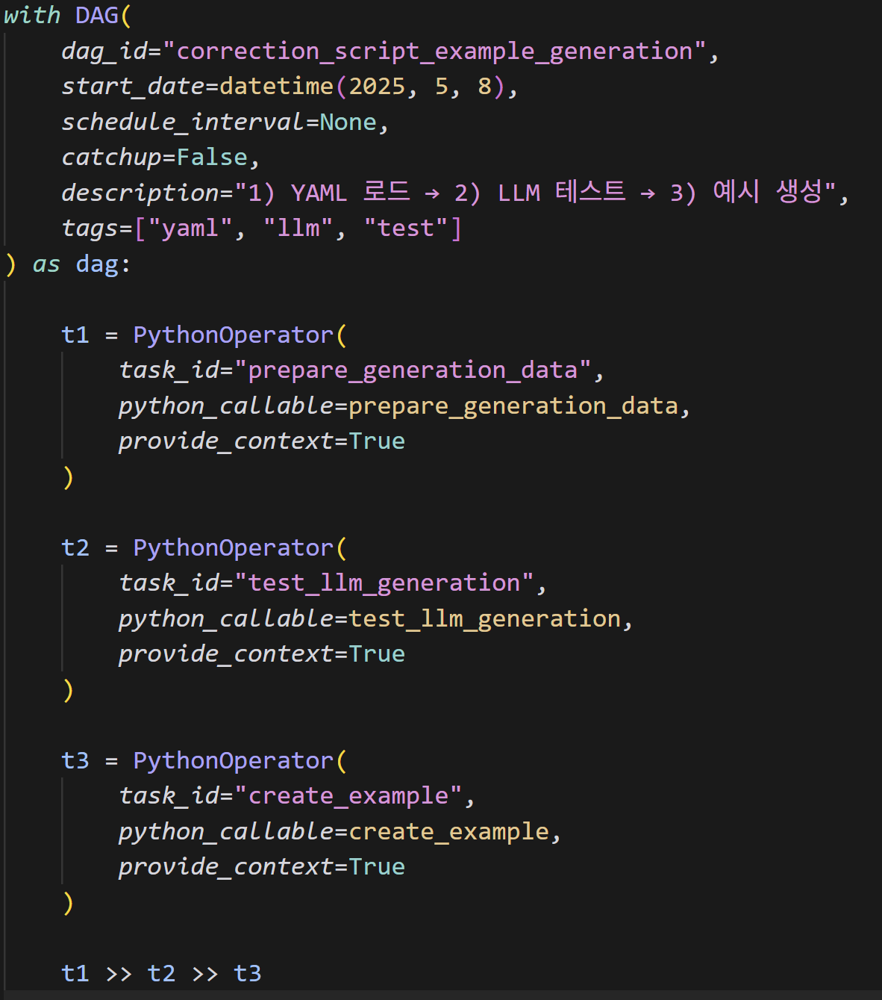 with DAG(
    dag_id="correction_script_example_generation",
    start_date=datetime(2025, 5, 8),
    schedule_interval=None,
    catchup=False,
    description="1) YAML 로드 → 2) LLM 테스트 → 3) 예시 생성",
    tags=["yaml", "llm", "test"]
) as dag:

    t1 = PythonOperator(
        task_id="prepare_generation_data",
        python_callable=prepare_generation_data,
        provide_context=True
    )

    t2 = PythonOperator(
        task_id="test_llm_generation",
        python_callable=test_llm_generation,
        provide_context=True
    )

    t3 = PythonOperator(
        task_id="create_example",
        python_callable=create_example,
        provide_context=True
    )

    t1 >> t2 >> t3